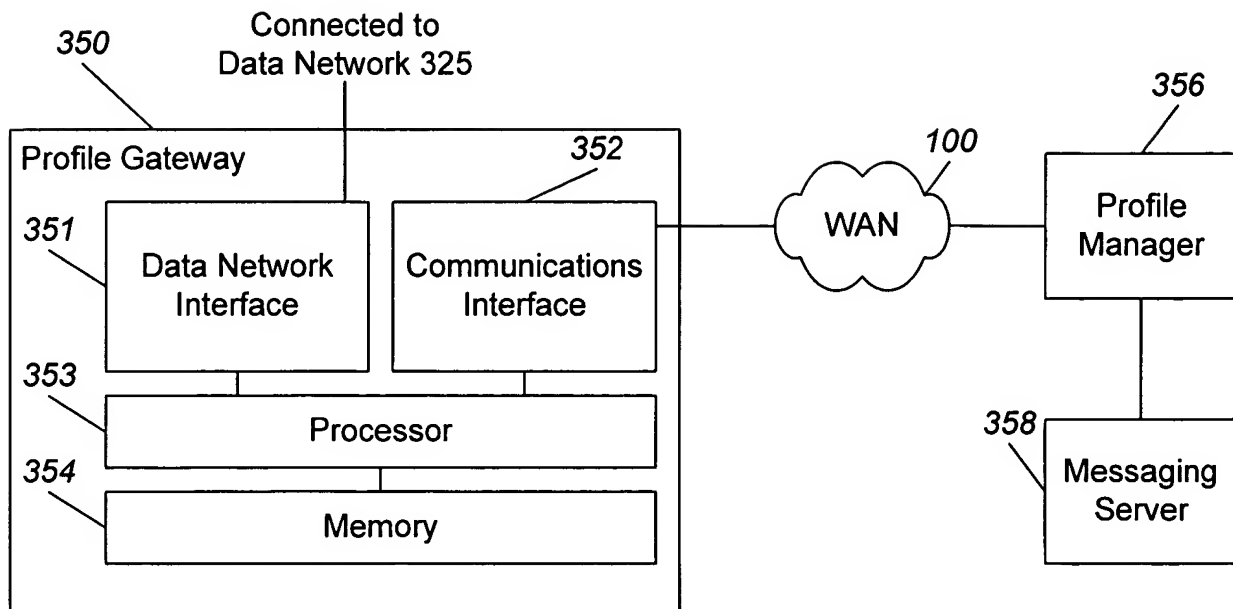 350
Connected to
Data Network 325
356
Profile Gateway
352
100
351
Data Network
Interface
Communications
Interface
WAN
Profile
Manager
353
Processor
358
354
Memory
Messaging
Server